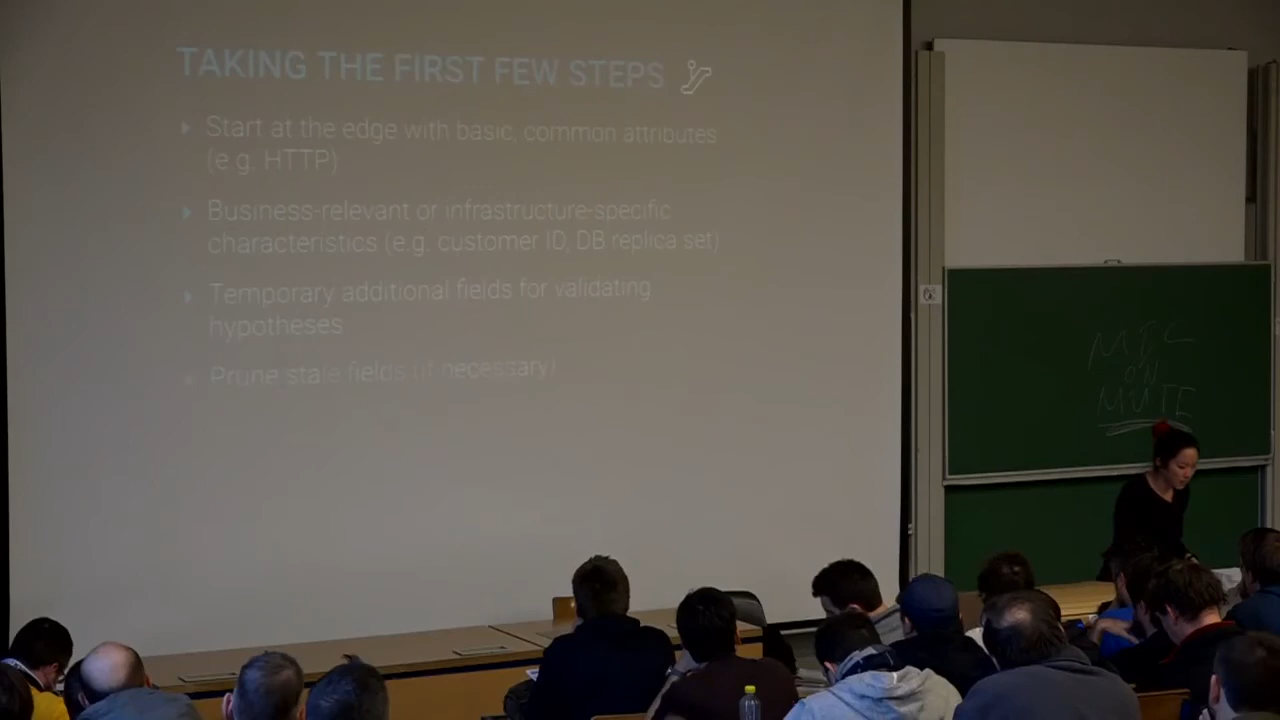 TAKING THE FIRST FEW STEPS
Start at the edge with basic, common attributes
(e.g. HTTP)
Business-relevant or infrastructure-specific
characteristics (e.g. customer ID, DB replica set)
Temporary additional fields for validating
hypotheses
Prune stale fields (if necessary)
MIC
ON
MUTE